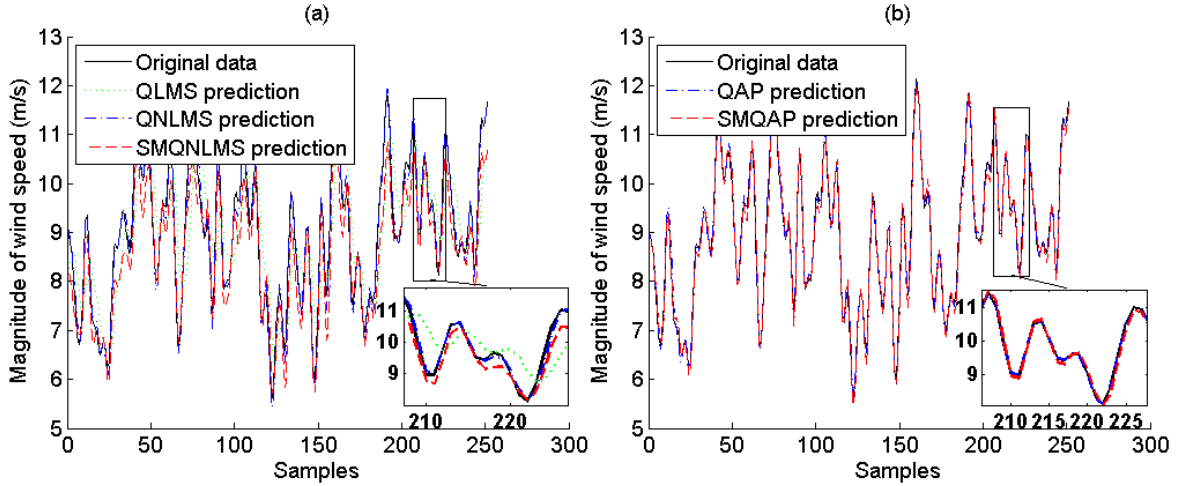 (a)
Magnitude of wind speed (m/s)
13
12
11
10
9
8
7
6
5
Original data
QLMS prediction
QNLMS prediction
SMQNLMS prediction
11
10
9
210 220
0 50 100 150 200 250 300
Samples
(b)
Magnitude of wind speed (m/s)
13
12
11
10
9
8
7
6
5
Original data
QAP prediction
SMQAP prediction
11
10
9
210 215 220 225
0 50 100 150 200 250 300
Samples